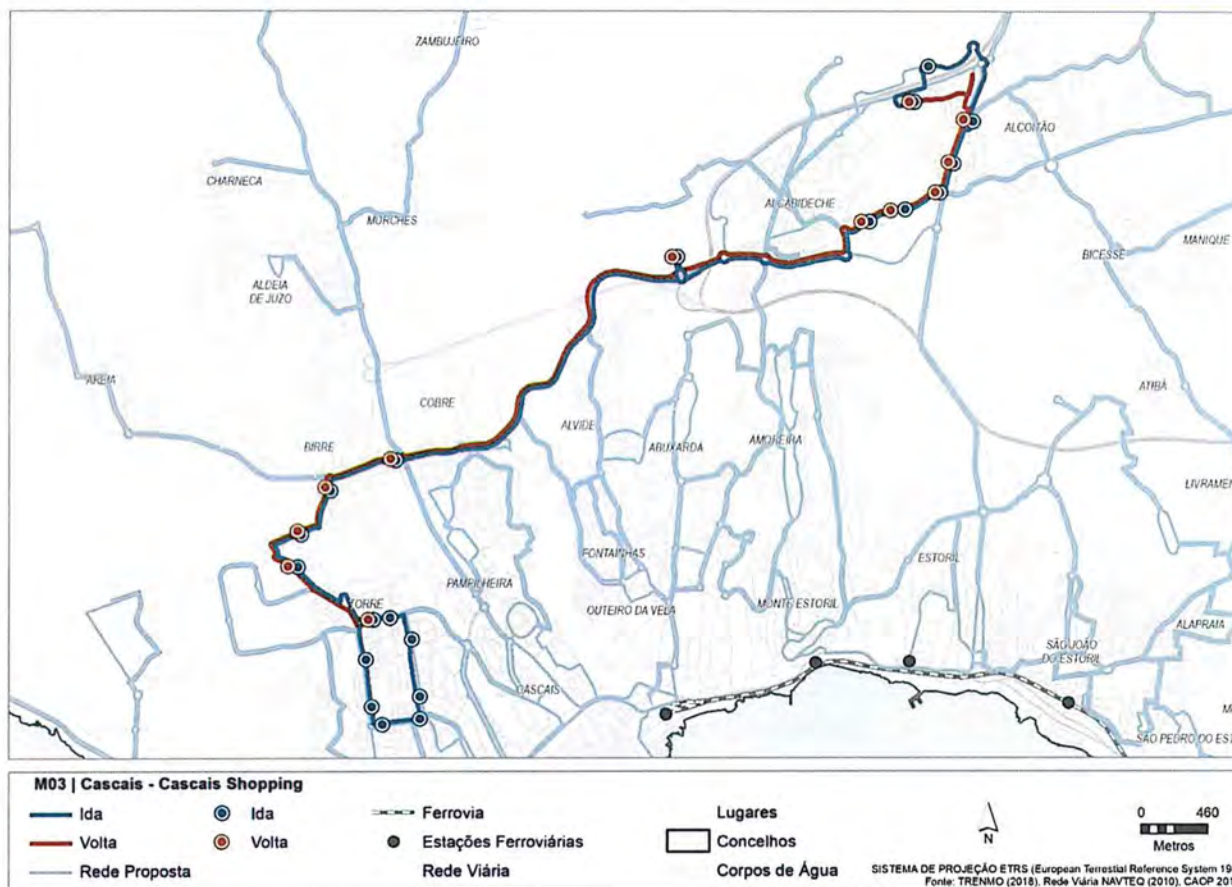 ZAMBUJEIRO
ALCOITÃO
CHARNECA
ALCABIDECHE
MURCHES
MANIQUE
BICESSE
ALDEIA
DE JUZO
AREIA
ATIBÁ
COBRE
BIRRE
ALVIDE
AMOREIRA
ABUXARDA
LIVRAMEN
FONTAINHAS
ESTORIL
PAMPILHEIRA
TORRE
OUTEIRO DA VELA
MONTE ESTORIL
ALAPRAIA
SÃO JOÃO
DO ESTORIL
CASCAIS
SÃO PEDRO DO EST
M03 | Cascais - Cascais Shopping
Ida
Ida
Ferrovia
Lugares
0 460
Volta
Volta
Estações Ferroviárias
Concelhos
N
Metros
Rede Proposta
Rede Viária
Corpos de Água
SISTEMA DE PROJEÇÃO ETRS (European Terrestial Reference System 19
Fonte: TRENMO (2018), Rede Viária NAVTEQ (2010), CAOP 201